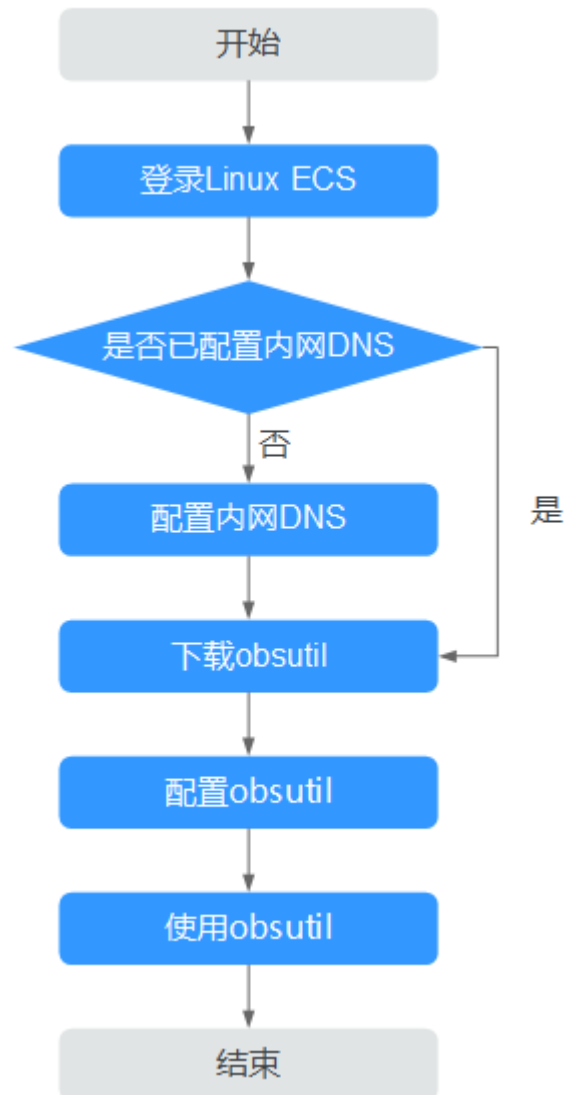 开始
登录Linux ECS
是否已配置内网DNS
否
配置内网DNS
是
下载obsutil
配置obsutil
使用obsutil
结束